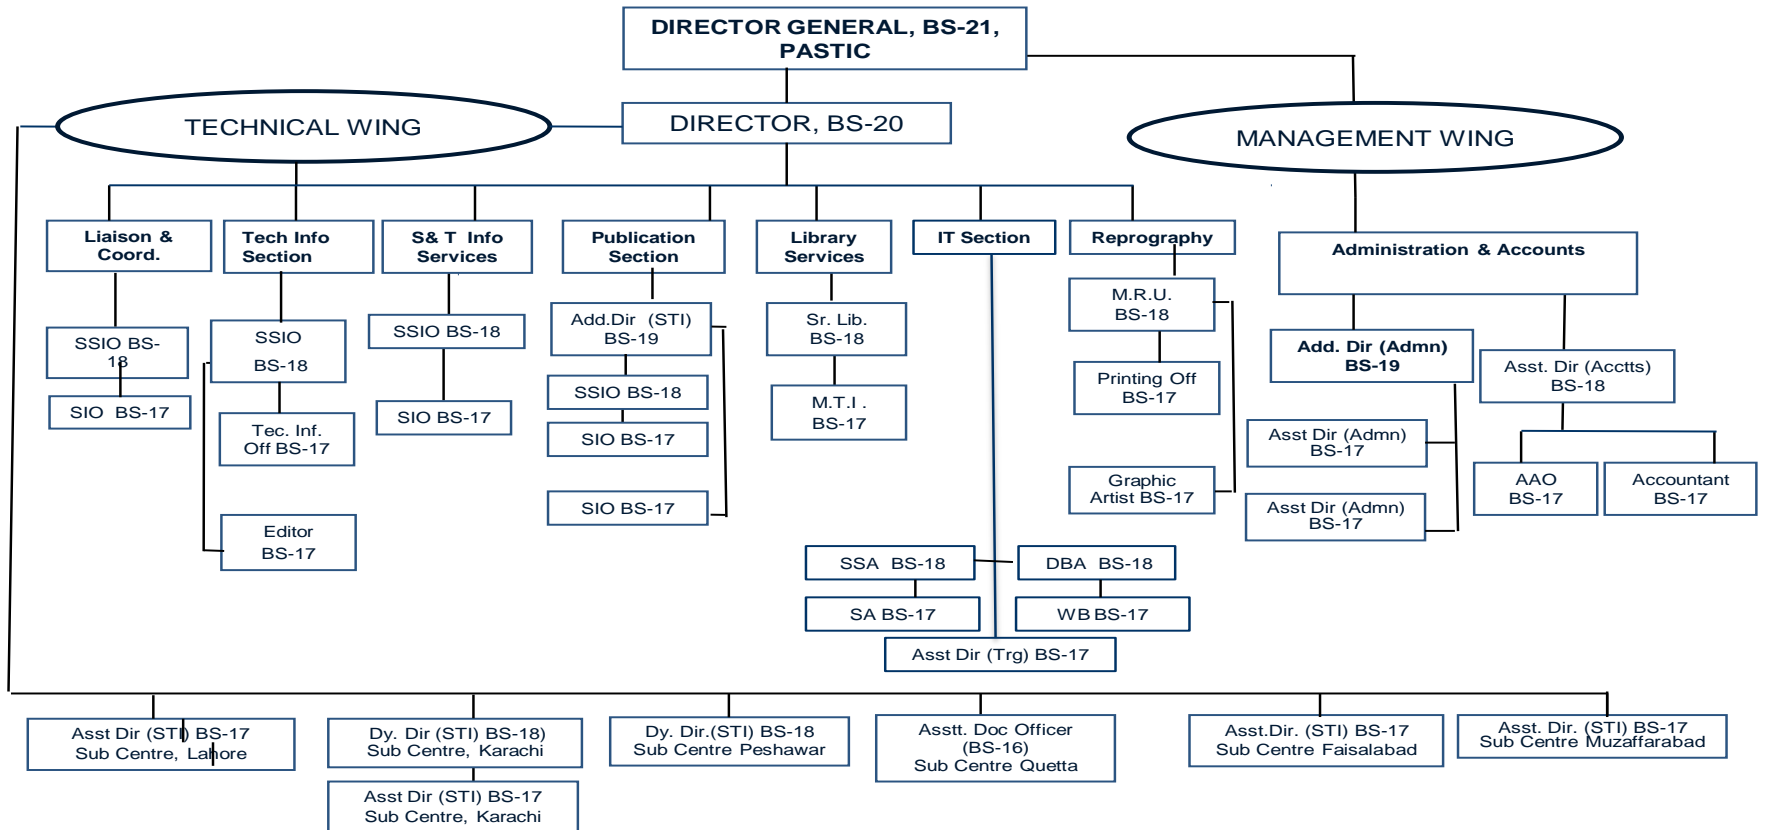 DIRECTOR GENERAL, BS-21,
PASTIC
TECHNICAL WING
DIRECTOR, BS-20
MANAGEMENT WING
Liaison &
Coord.
Tech Info
Section
S& T Info
Services
Publication
Section
Library
Services
IT Section
Reprography
Administration & Accounts
SSIO BS-
18
SIO BS-17
SSIO
BS-18
Tec. Inf.
Off BS-17
Editor
BS-17
SSIO BS-18
SIO BS-17
Add.Dir (STI)
BS-19
SSIO BS-18
SIO BS-17
SIO BS-17
Sr. Lib.
BS-18
M.T.I .
BS-17
M.R.U.
BS-18
Printing Off
BS-17
Graphic
Artist BS-17
Add. Dir (Admn)
BS-19
Asst Dir (Admn)
BS-17
Asst Dir (Admn)
BS-17
Asst. Dir (Acctts)
BS-18
AAO
BS-17
Accountant
BS-17
SSA BS-18
DBA BS-18
SA BS-17
WB BS-17
Asst Dir (Trg) BS-17
Asst Dir (STI) BS-17
Sub Centre, Lahore
Dy. Dir (STI) BS-18)
Sub Centre, Karachi
Asst Dir (STI) BS-17
Sub Centre, Karachi
Dy. Dir.(STI) BS-18
Sub Centre Peshawar
Asstt. Doc Officer
(BS-16)
Sub Centre Quetta
Asst.Dir. (STI) BS-17
Sub Centre Faisalabad
Asst. Dir. (STI) BS-17
Sub Centre Muzaffarabad